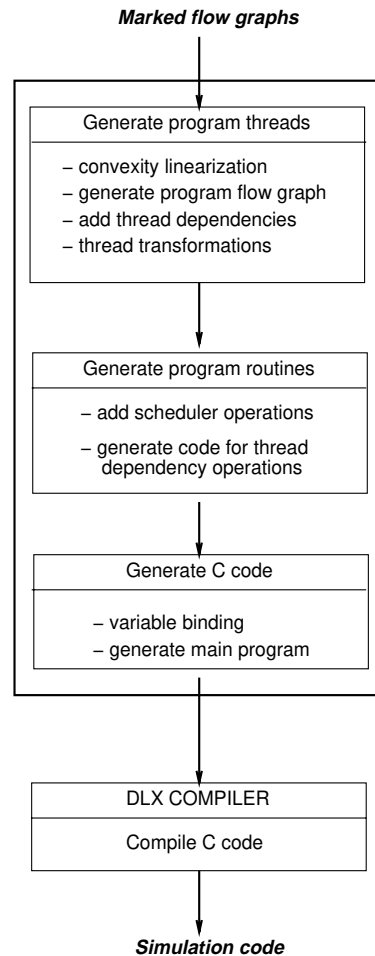 Marked flow graphs
Generate program threads
– convexity linearization
– generate program flow graph
– add thread dependencies
– thread transformations
Generate program routines
– add scheduler operations
– generate code for thread
dependency operations
Generate C code
– variable binding
– generate main program
DLX COMPILER
Compile C code
Simulation code